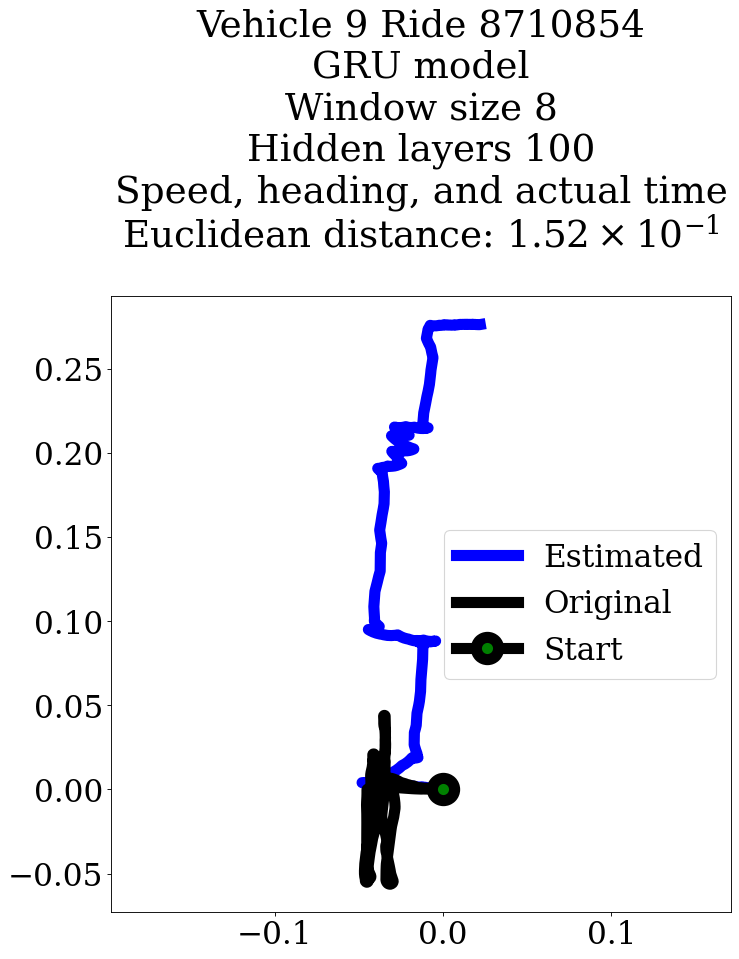 Vehicle 9 Ride 8710854
GRU model
Window size 8
Hidden layers 100
Speed, heading, and actual time
Euclidean distance: 1.52 × 10⁻¹
0.25
0.20
0.15
0.10
0.05
0.00
−0.05
Estimated
Original
Start
−0.1
0.0
0.1